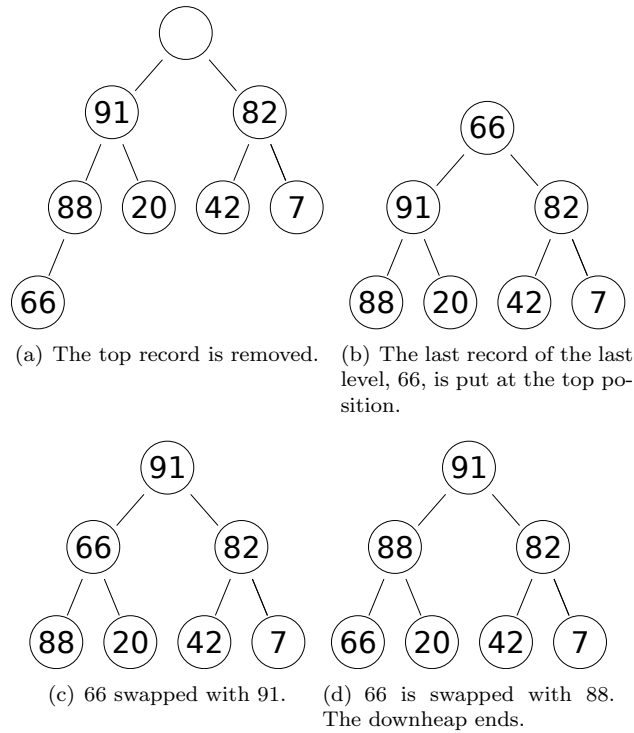 91 82
88 20 42 7
66
(a) The top record is removed.
66
91 82
88 20 42 7
(b) The last record of the last
level, 66, is put at the top po-
sition.
91
66 82
88 20 42 7
(c) 66 swapped with 91.
91
88 82
66 20 42 7
(d) 66 is swapped with 88.
The downheap ends.